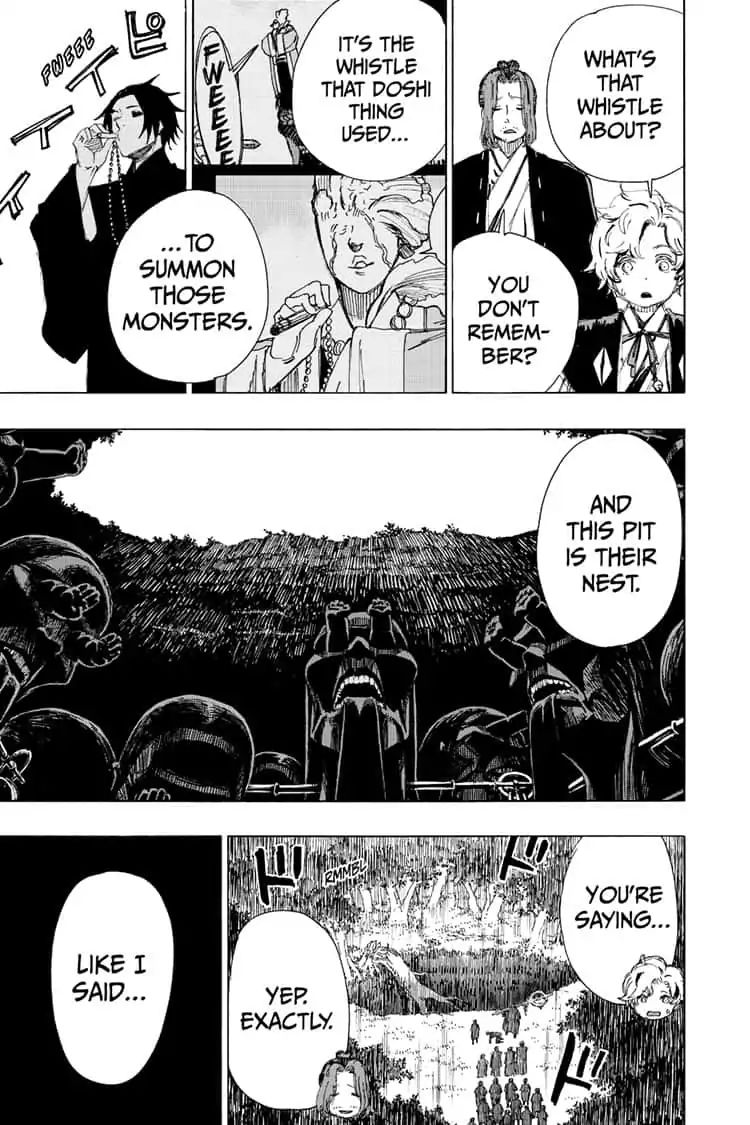 WHAT'S
THAT
WHISTLE
ABOUT?
YOU
DON'T
REMEM-
BER?
IT'S THE
WHISTLE
THAT DOSHI
THING
USED...
FWEEEE
...TO
SUMMON
THOSE
MONSTERS.
FWEEE
ピイイィ
AND
THIS PIT
IS THEIR
NEST.
YOU'RE
SAYING...
ドド
RMMBL
YEP.
EXACTLY.
ドド
LIKE I
SAID...